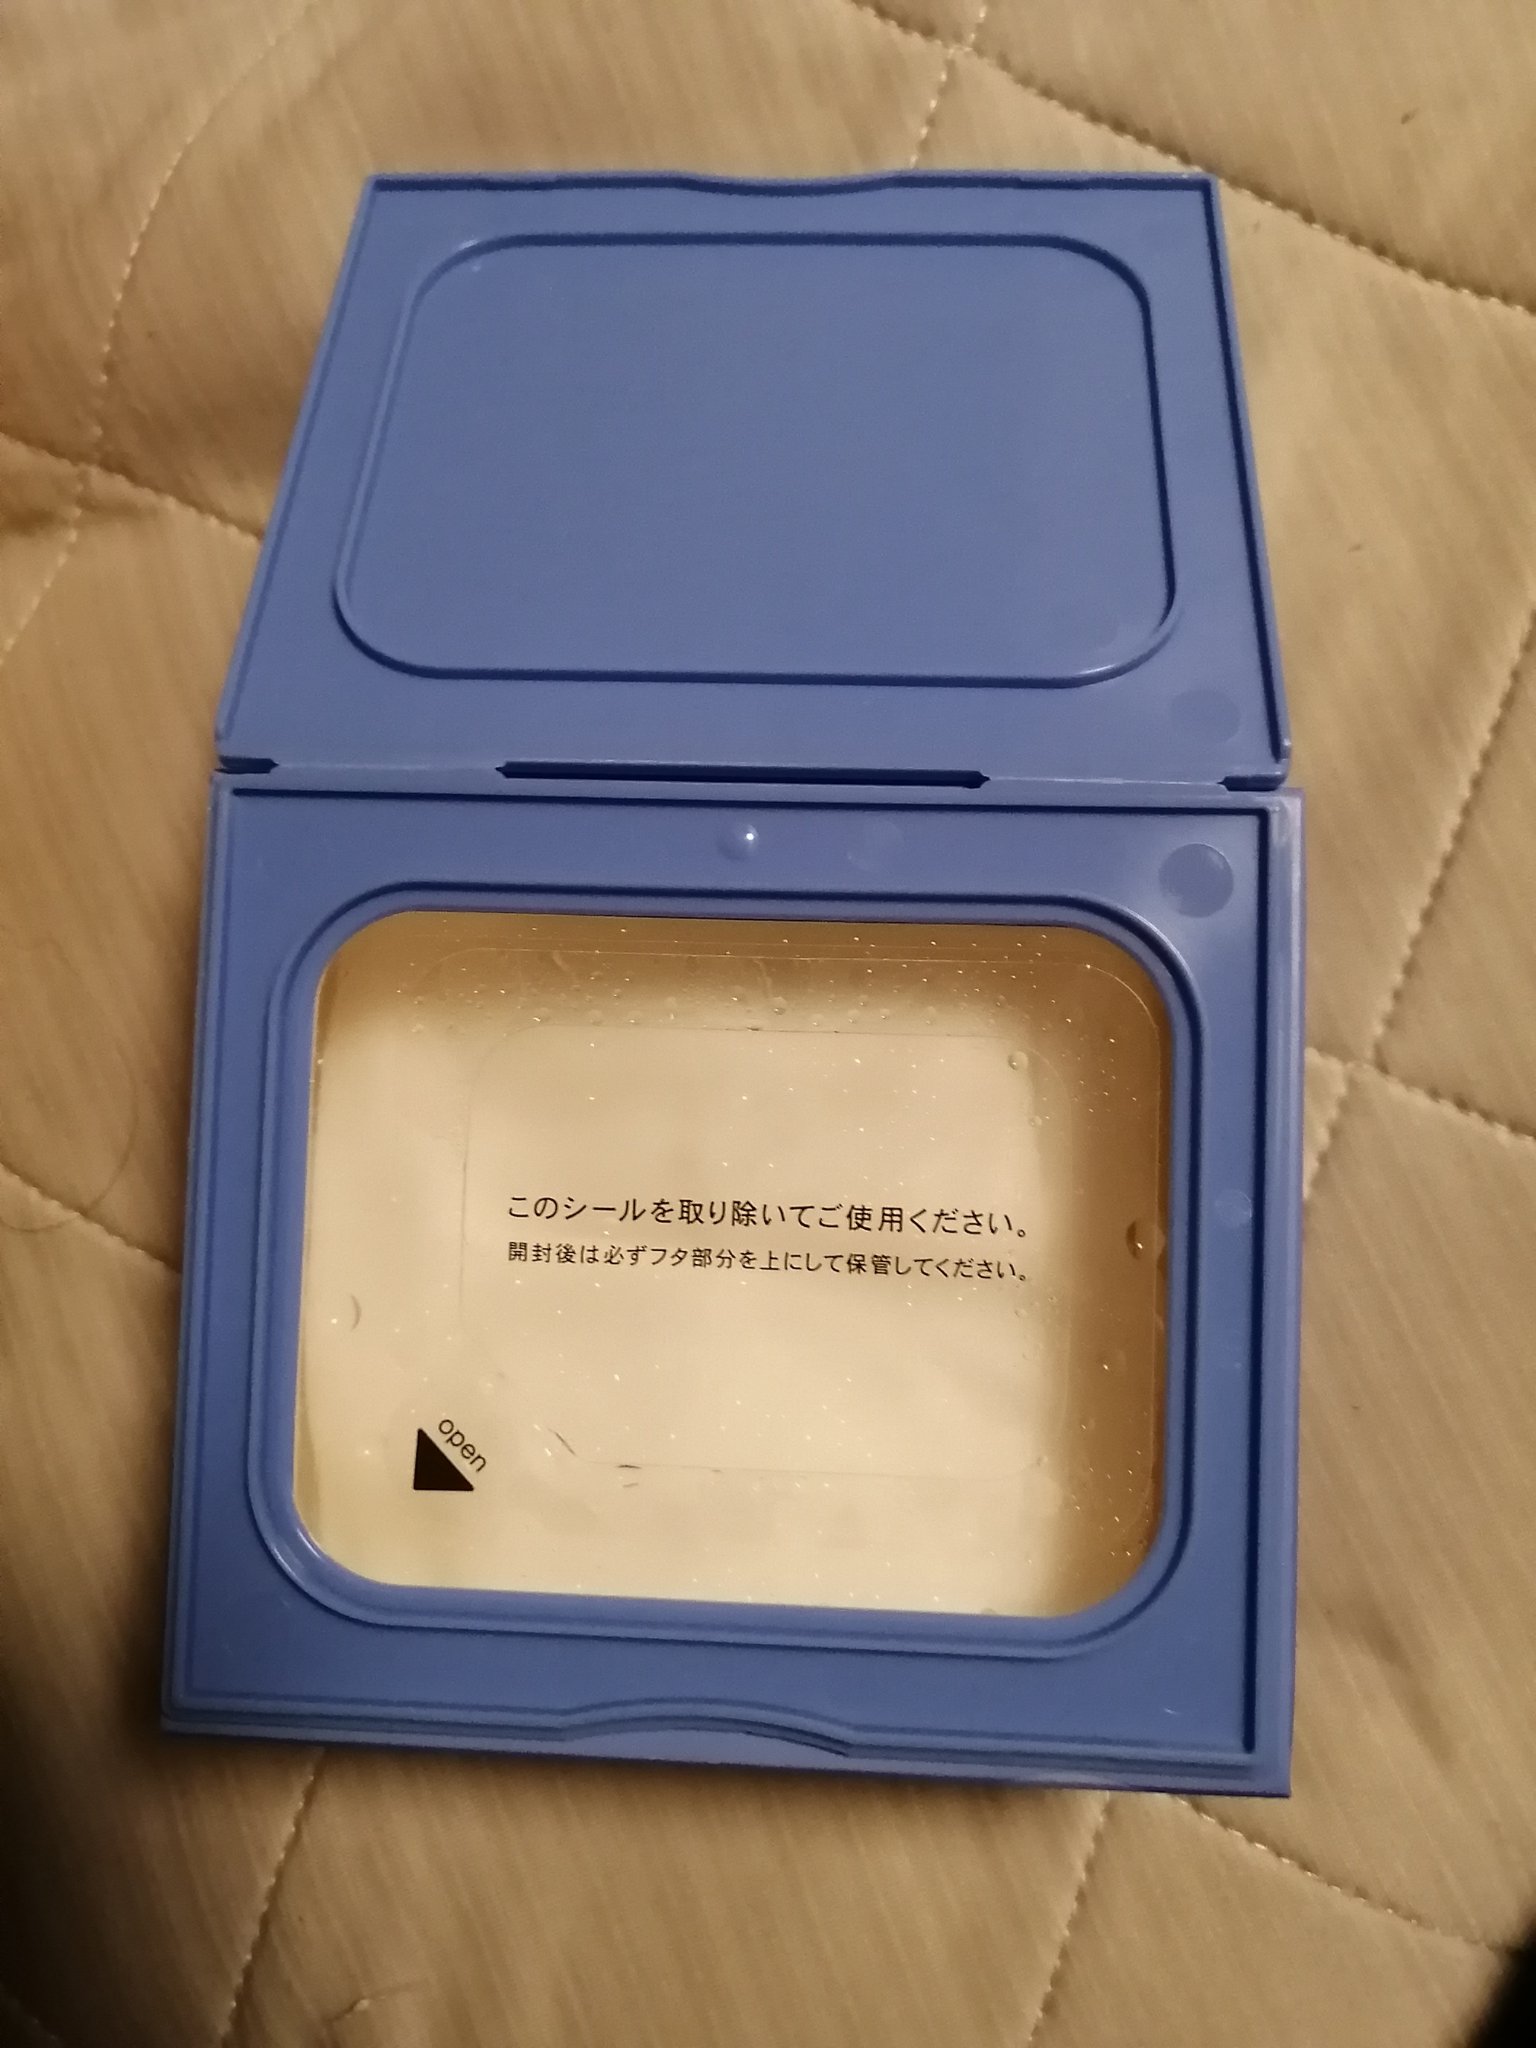 このシールを取り除いてご使用ください。
開封後は必ずフタ部分を上にして保管してください。
open